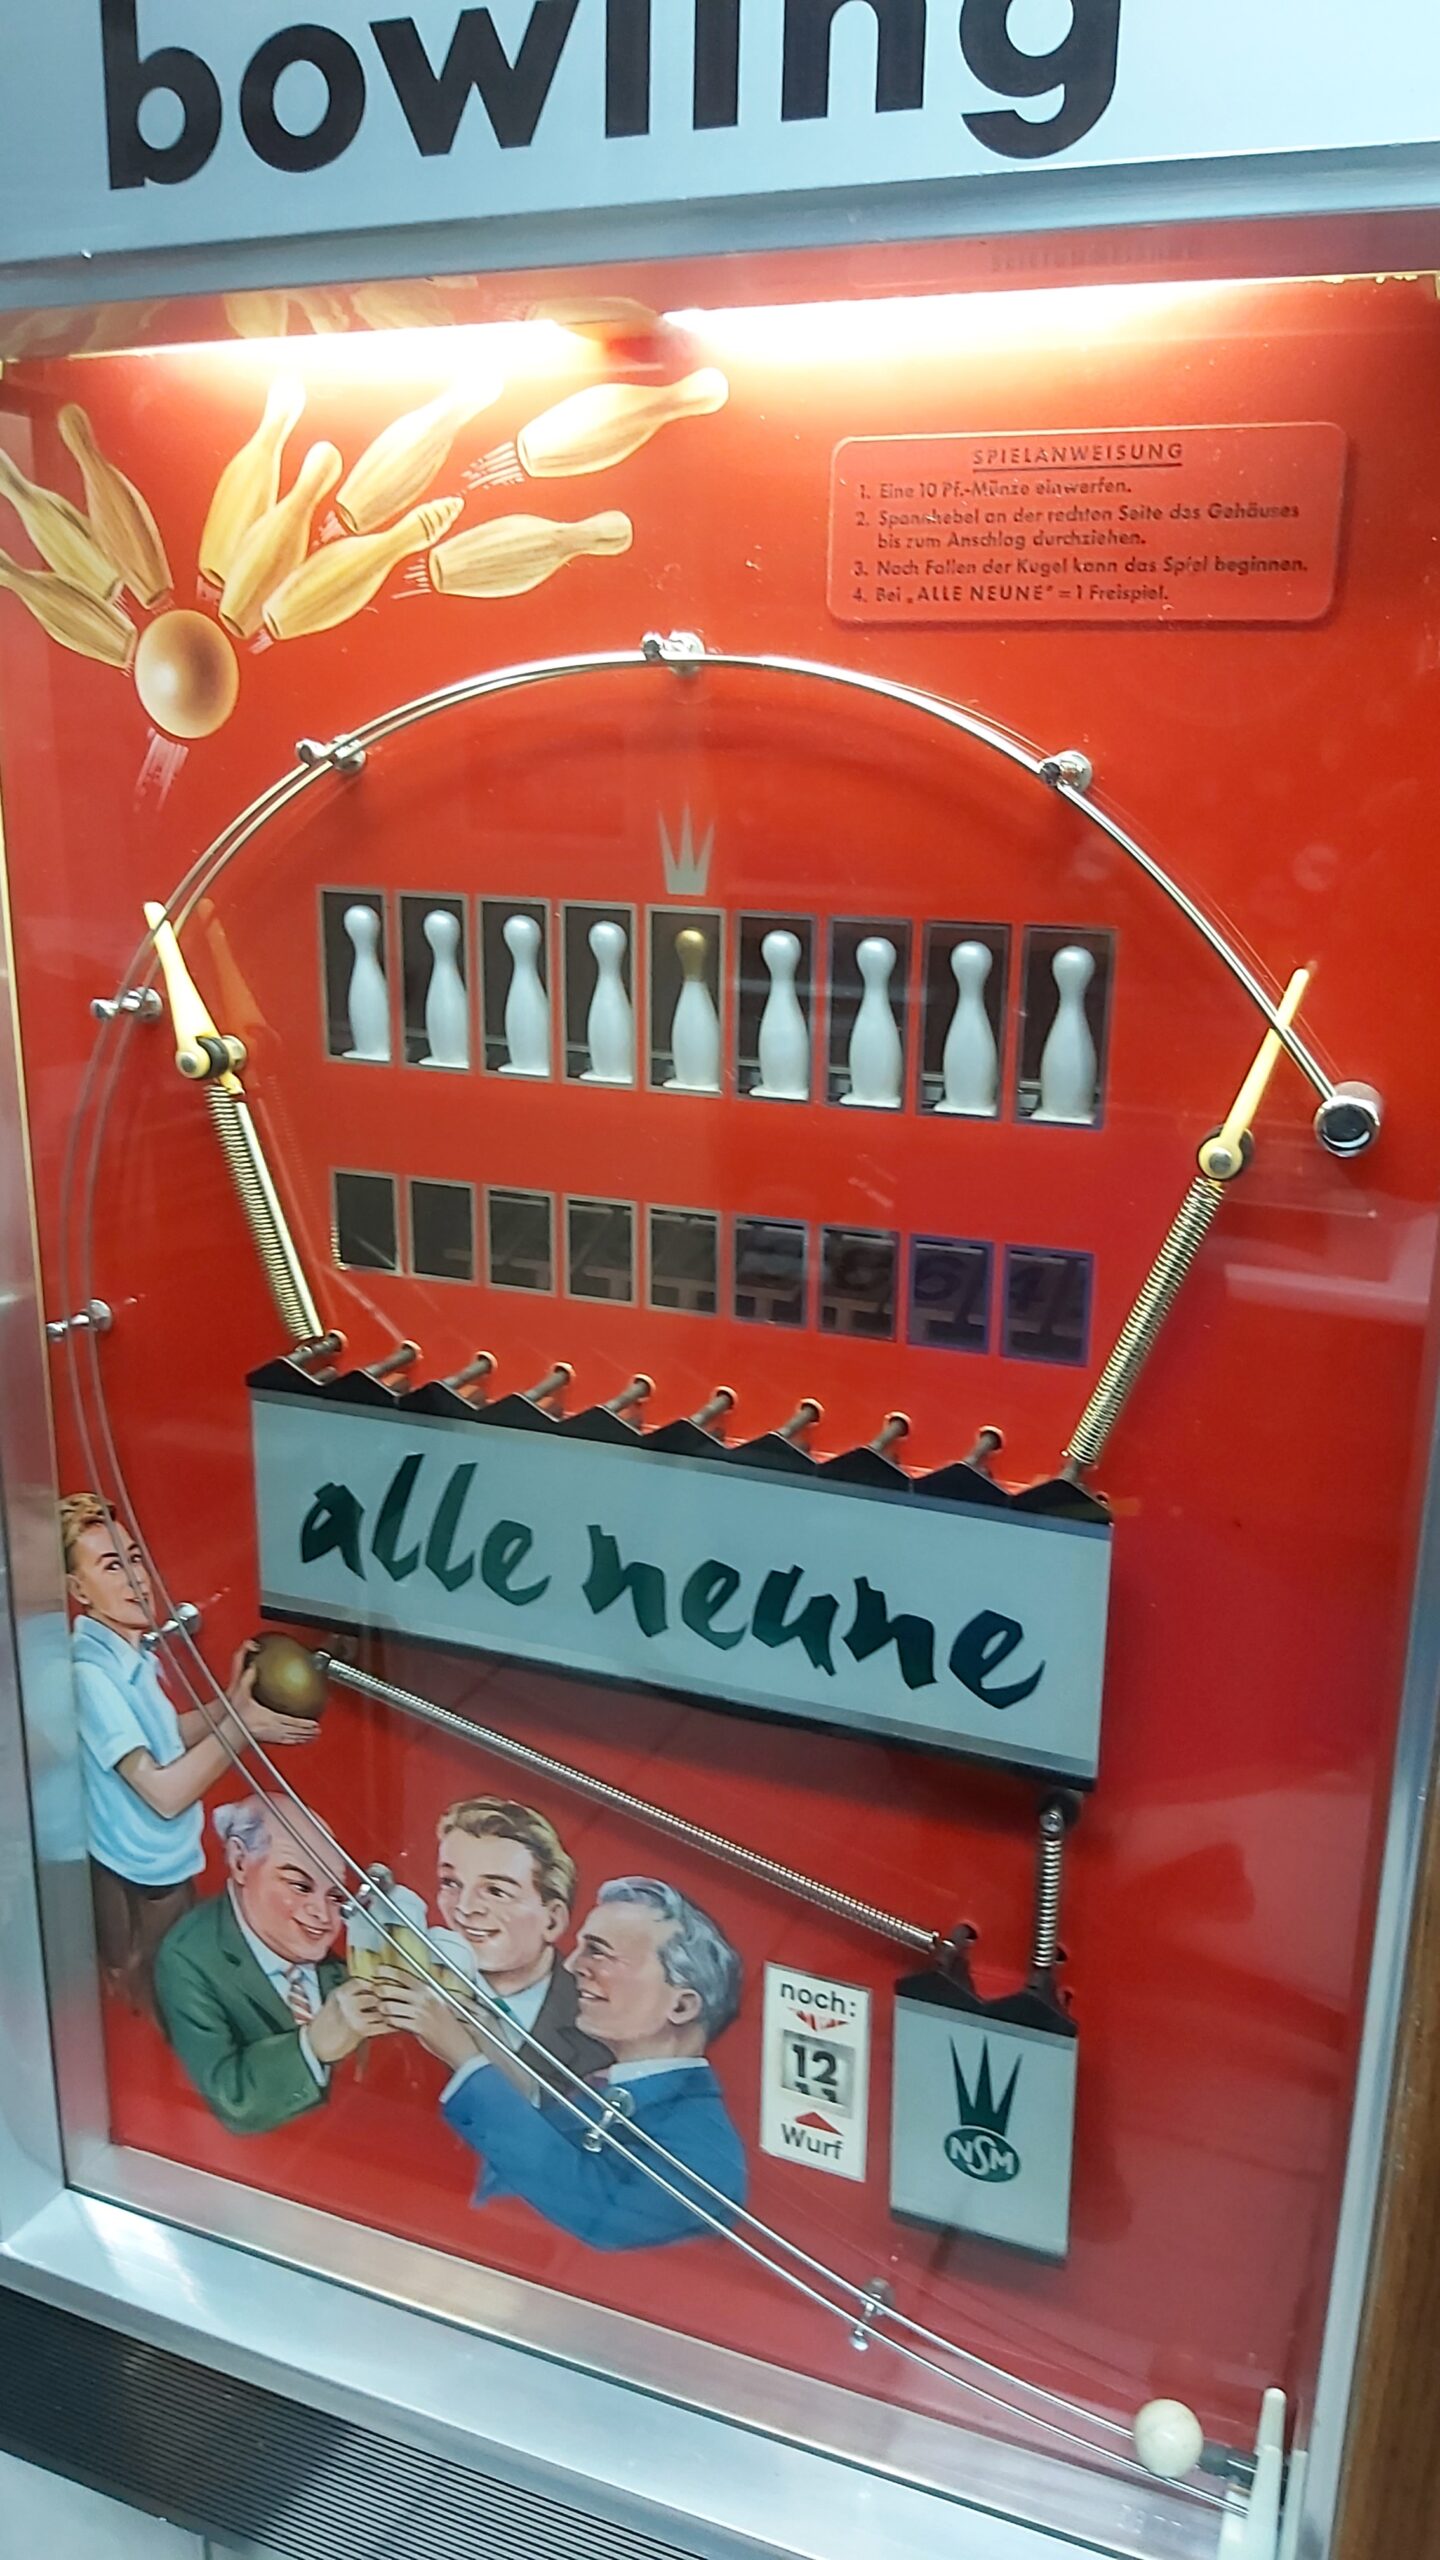 bowling
SPIELANWEISUNG
1. Eine 10 Pf.-Münze einwerfen.
2. Spannhebel an der rechten Seite des Gehäuses
bis zum Anschlag durchziehen.
3. Nach Fallen der Kugel kann das Spiel beginnen.
4. Bei „ALLE NEUNE" = 1 Freispiel.
alle neune
noch:
12
Wurf
NSM